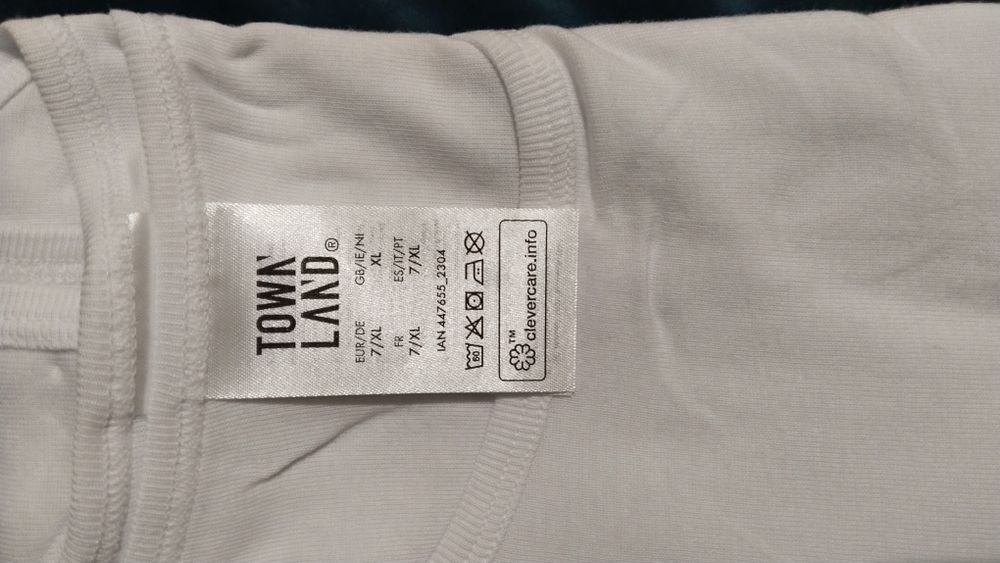 TOWN
LAND®
EUR/DE GB/IE/NI
7/XL XL
FR ES/IT/PT
7/XL 7/XL
IAN 447655_2304
60
™ clevercare.info